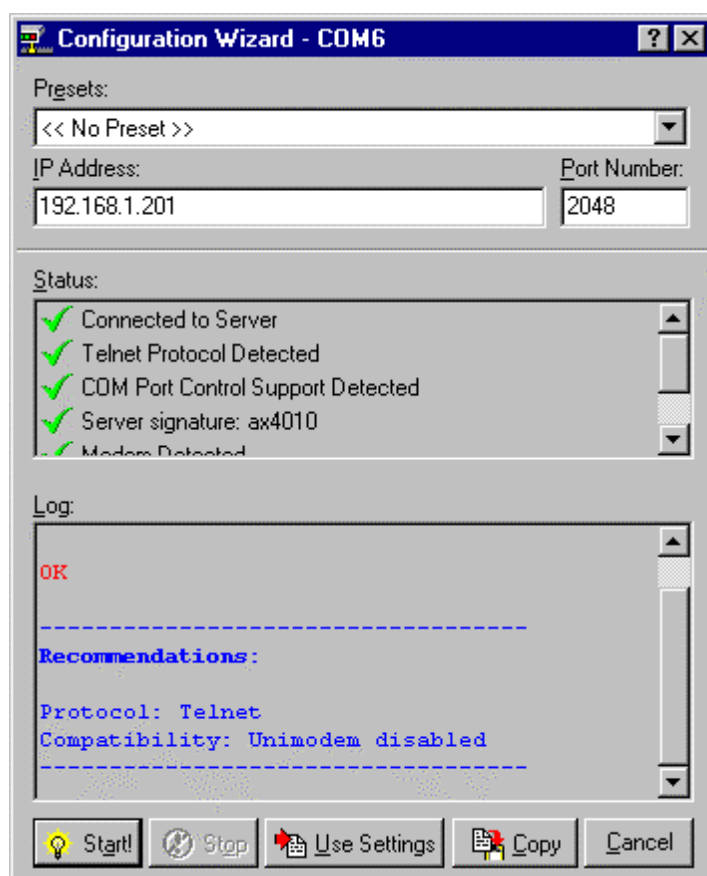 Configuration Wizard - COM6
Presets:
<< No Preset >>
IP Address:
Port Number:
192.168.1.201
2048
Status:
Connected to Server
Telnet Protocol Detected
COM Port Control Support Detected
Server signature: ax4010
Modem Detected
Log:
OK
------------------------------------
Recommendations:
Protocol: Telnet
Compatibility: Unimodem disabled
------------------------------------
Start!
Stop
Use Settings
Copy
Cancel